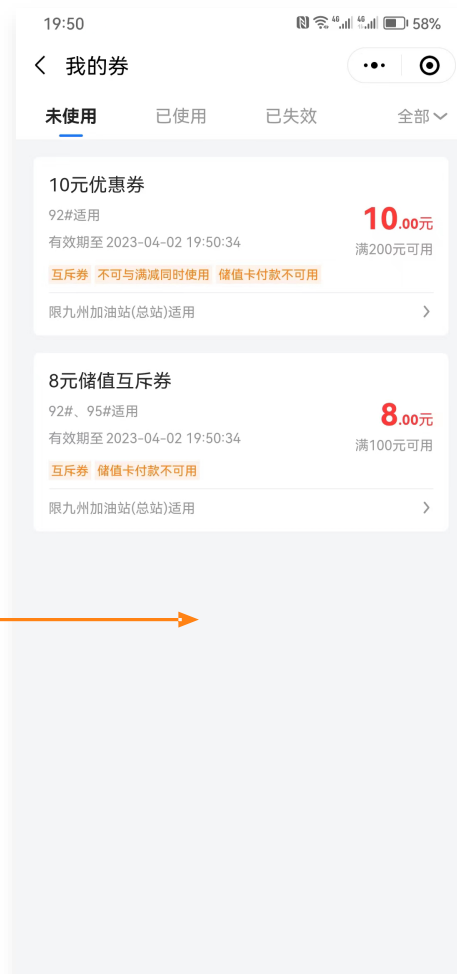 19:50 4G 4G 58%
我的券
未使用 已使用 已失效 全部
10元优惠券
92#适用
10.00元
有效期至 2023-04-02 19:50:34
满200元可用
互斥券 不可与满减同时使用 储值卡付款不可用
限九州加油站(总站)适用
8元储值互斥券
92#、95#适用
8.00元
有效期至 2023-04-02 19:50:34
满100元可用
互斥券 储值卡付款不可用
限九州加油站(总站)适用